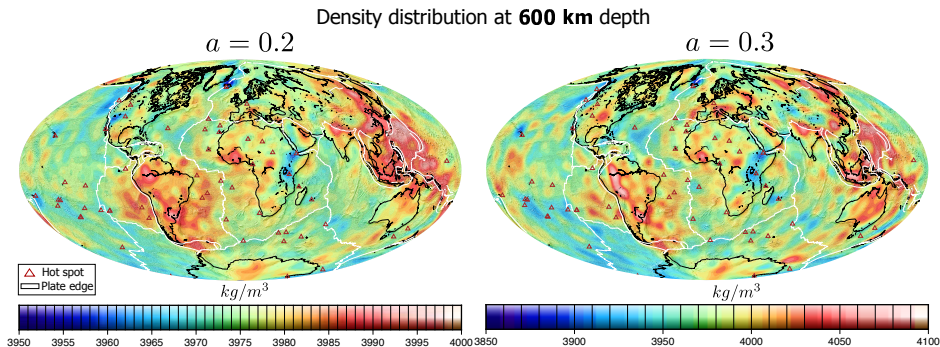 Density distribution at 600 km depth
a = 0.2
a = 0.3
Hot spot
Plate edge
kg/m³
kg/m³
3950 3955 3960 3965 3970 3975 3980 3985 3990 3995 4000
3850 3900 3950 4000 4050 4100